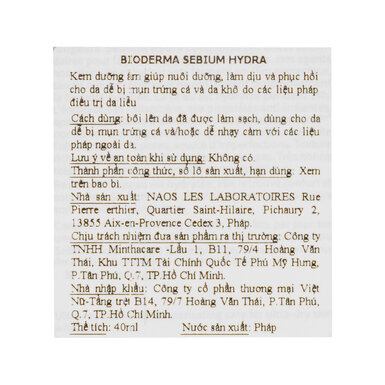 BIODERMA SEBIUM HYDRA
Kem dưỡng ẩm giúp nuôi dưỡng, làm dịu và phục hồi
cho da dễ bị mụn trứng cá và da khô do các liệu pháp
điều trị da liễu
Cách dùng: bôi lên da đã được làm sạch, dùng cho da
dễ bị mụn trứng cá và/hoặc dễ nhạy cảm với các liệu
pháp ngoài da.
Lưu ý về an toàn khi sử dụng: Không có.
Thành phần công thức, số lô sản xuất, hạn dùng: Xem
trên bao bì.
Nhà sản xuất: NAOS LES LABORATOIRES Rue
Pierre erthier, Quartier Saint-Hilaire, Pichaury 2,
13855 Aix-en-Provence Cedex 3, Pháp.
Chịu trách nhiệm đưa sản phẩm ra thị trường: Công ty
TNHH Minthacare -Lầu 1, B11, 79/4 Hoàng Văn
Thái, Khu TTTM Tài Chính Quốc Tế Phú Mỹ Hưng,
P.Tân Phú, Q.7, TP.Hồ Chí Minh.
Nhà nhập khẩu: Công ty cổ phần thương mại Việt
Nữ-Tầng trệt B14, 79/7 Hoàng Văn Thái, P.Tân Phú,
Q.7, TP.Hồ Chí Minh.
Thể tích: 40ml Nước sản xuất: Pháp